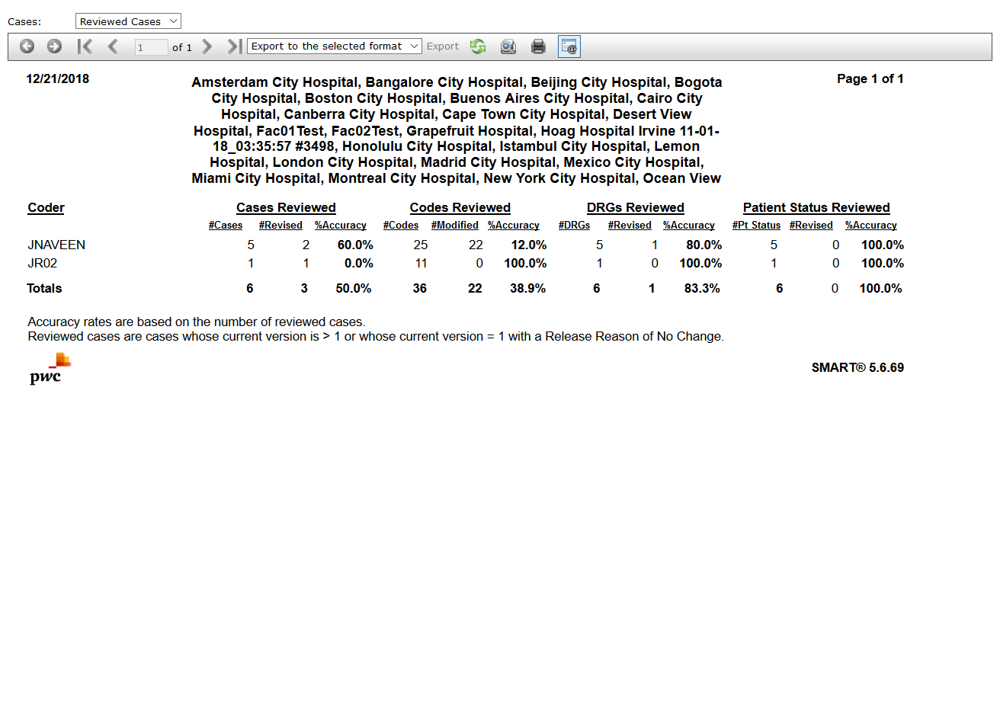 Cases: Reviewed Cases
1 of 1 Export to the selected format Export
12/21/2018
Page 1 of 1
Amsterdam City Hospital, Bangalore City Hospital, Beijing City Hospital, Bogota
City Hospital, Boston City Hospital, Buenos Aires City Hospital, Cairo City
Hospital, Canberra City Hospital, Cape Town City Hospital, Desert View
Hospital, Fac01Test, Fac02Test, Grapefruit Hospital, Hoag Hospital Irvine 11-01-
18_03:35:57 #3498, Honolulu City Hospital, Istambul City Hospital, Lemon
Hospital, London City Hospital, Madrid City Hospital, Mexico City Hospital,
Miami City Hospital, Montreal City Hospital, New York City Hospital, Ocean View
Coder Cases Reviewed Codes Reviewed DRGs Reviewed Patient Status Reviewed
#Cases #Revised %Accuracy #Codes #Modified %Accuracy #DRGs #Revised %Accuracy #Pt Status #Revised %Accuracy
JNAVEEN 5 2 60.0% 25 22 12.0% 5 1 80.0% 5 0 100.0%
JR02 1 1 0.0% 11 0 100.0% 1 0 100.0% 1 0 100.0%
Totals 6 3 50.0% 36 22 38.9% 6 1 83.3% 6 0 100.0%
Accuracy rates are based on the number of reviewed cases.
Reviewed cases are cases whose current version is > 1 or whose current version = 1 with a Release Reason of No Change.
pwc
SMART® 5.6.69